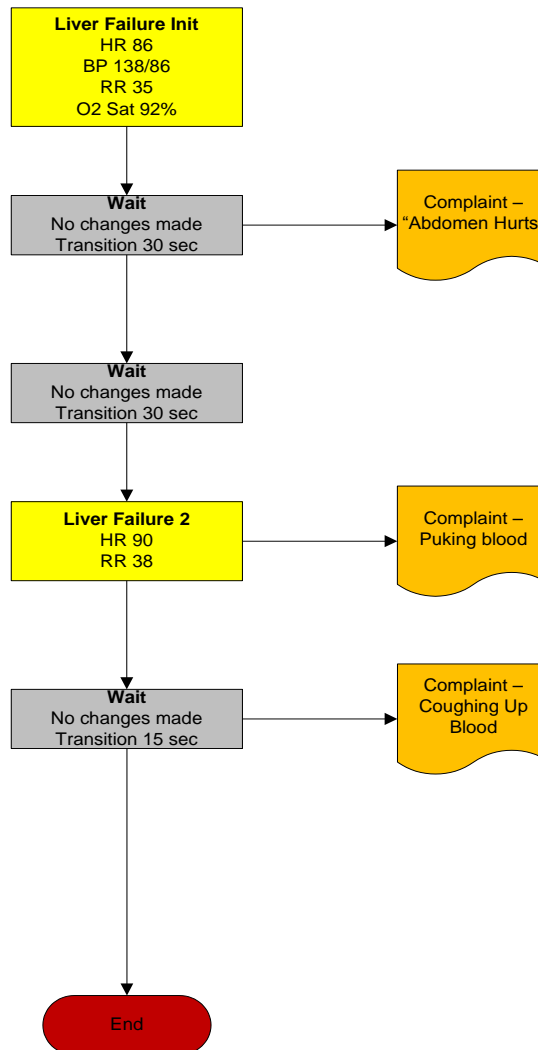 Liver Failure Init
HR 86
BP 138/86
RR 35
O2 Sat 92%
Wait
No changes made
Transition 30 sec
Complaint –
“Abdomen Hurts
Wait
No changes made
Transition 30 sec
Liver Failure 2
HR 90
RR 38
Complaint –
Puking blood
Wait
No changes made
Transition 15 sec
Complaint –
Coughing Up
Blood
End